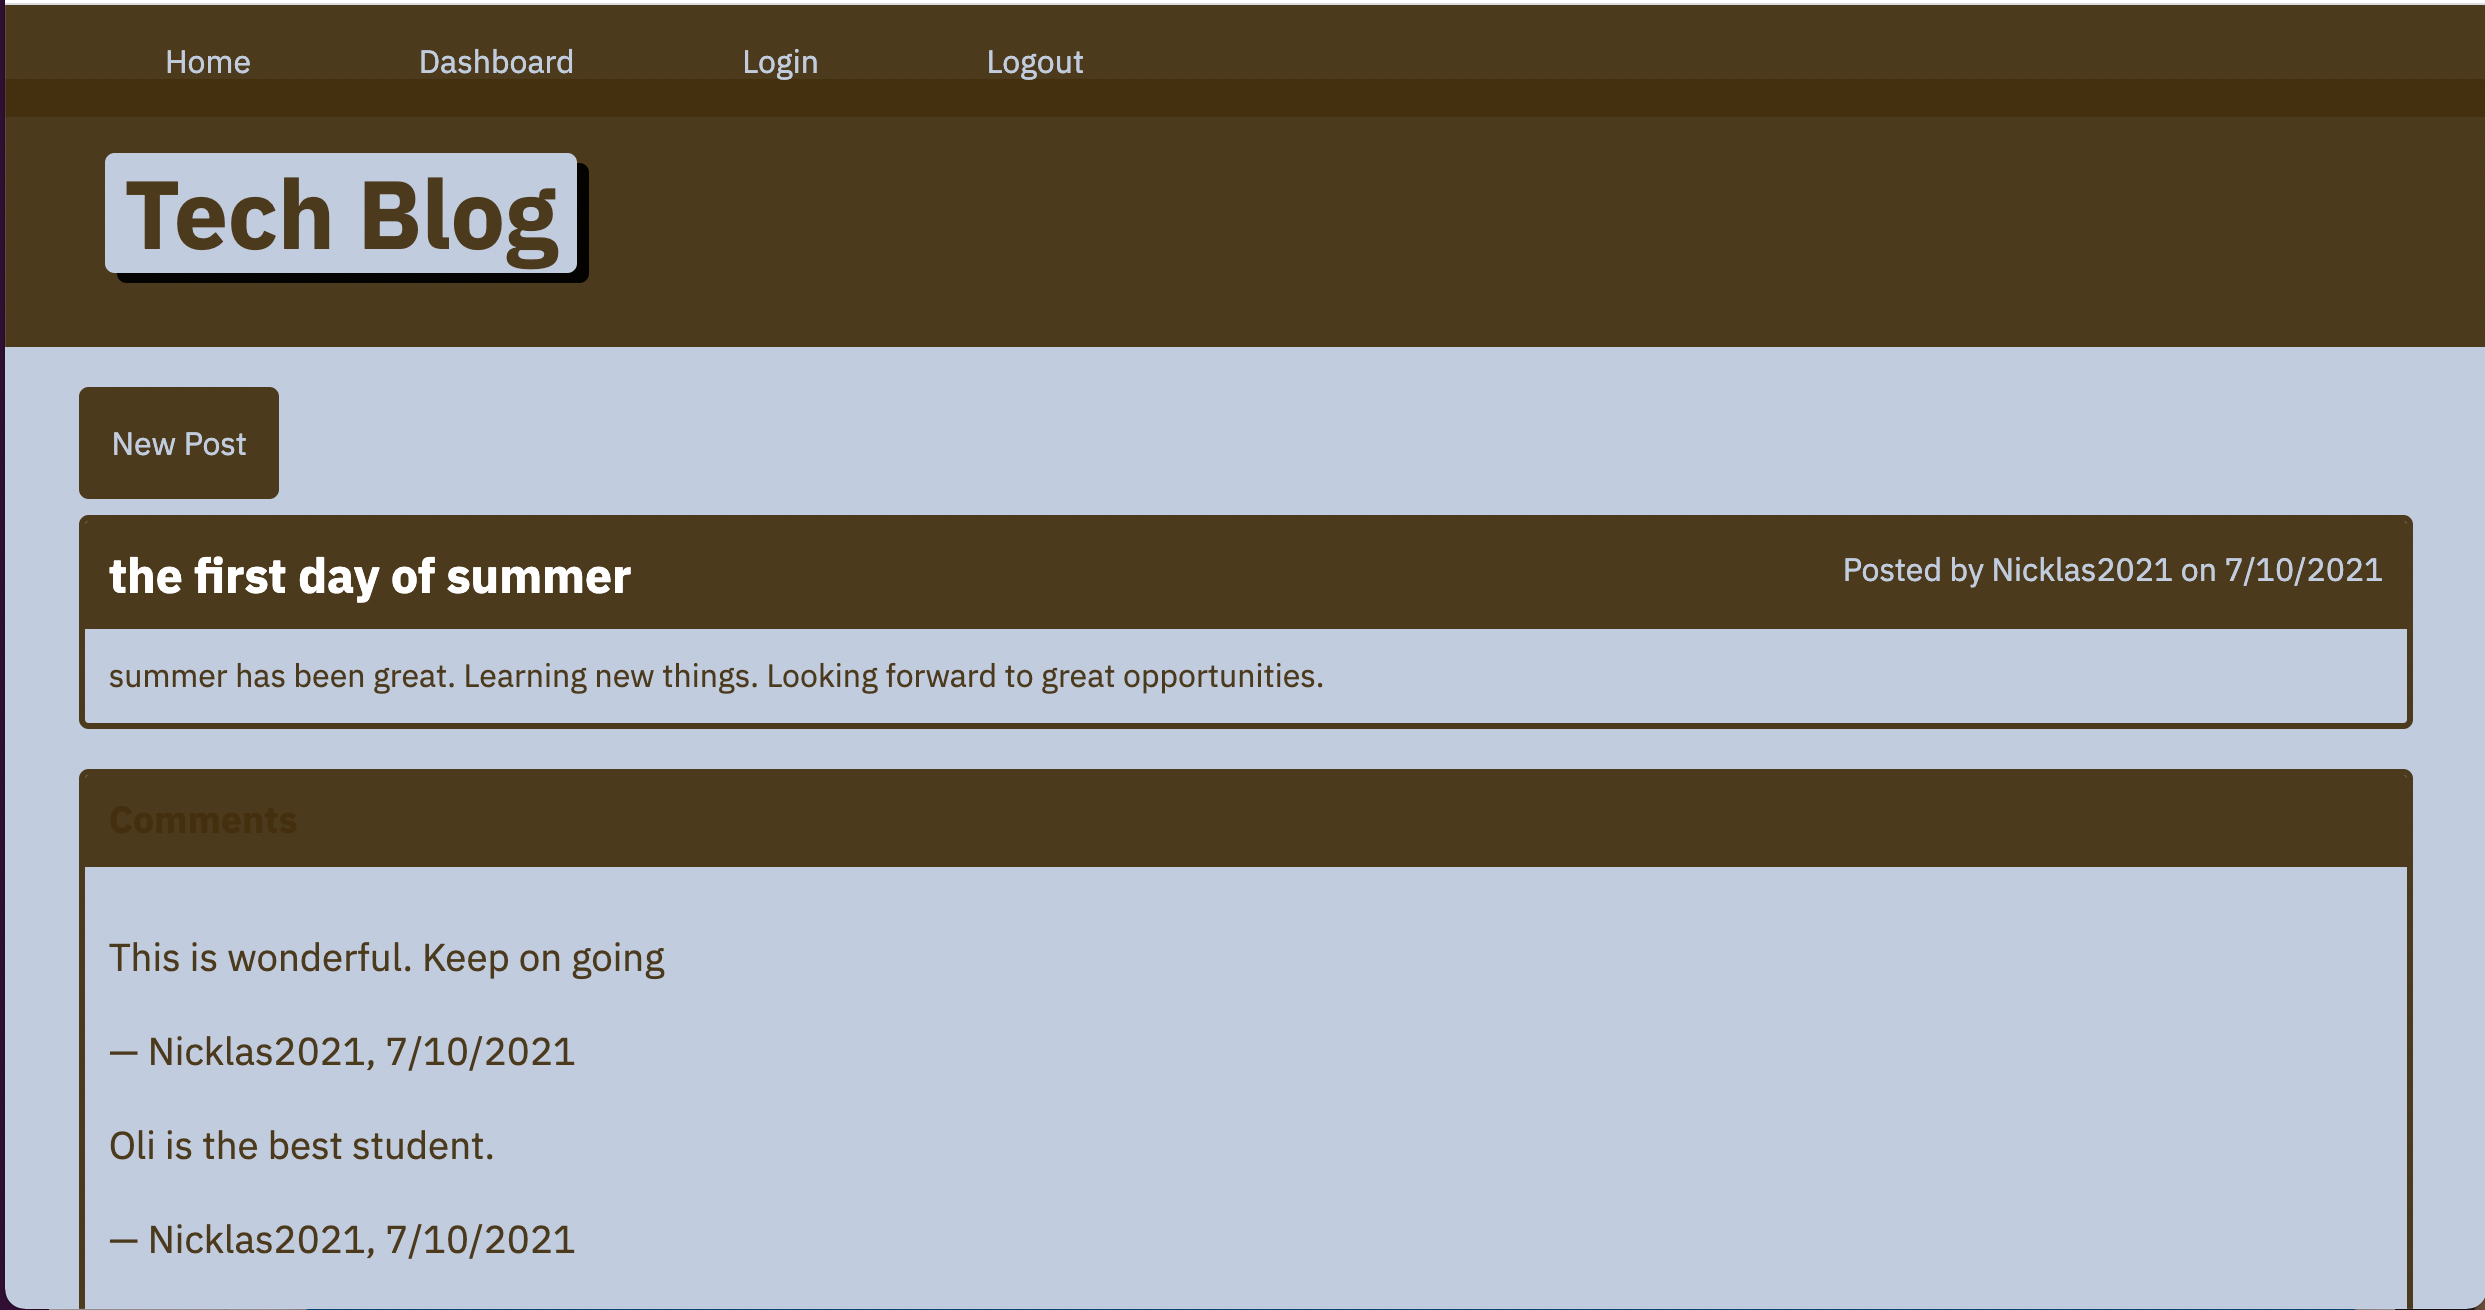 Home Dashboard Login Logout
Tech Blog
New Post
the first day of summer
Posted by Nicklas2021 on 7/10/2021
summer has been great. Learning new things. Looking forward to great opportunities.
Comments
This is wonderful. Keep on going
— Nicklas2021, 7/10/2021
Oli is the best student.
— Nicklas2021, 7/10/2021